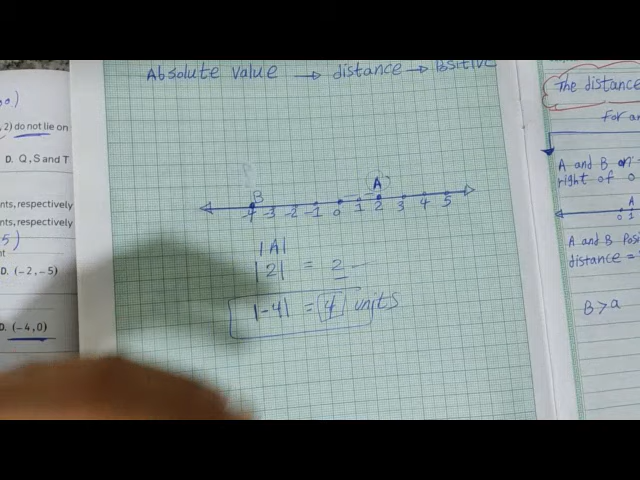 Absolute value → distance → Positive
, 2) do not lie on
D. Q, S and T
nts, respectively
nts, respectively
5)
D. (-2, -5)
D. (-4, 0)
B A
-4 -3 -2 -1 0 1 2 3 4 5
|A|
|2| = 2
|-4| = 4 units
The distance
For
A and B on
right of 0
A
0 1
A and B Posi
distance =
B > a